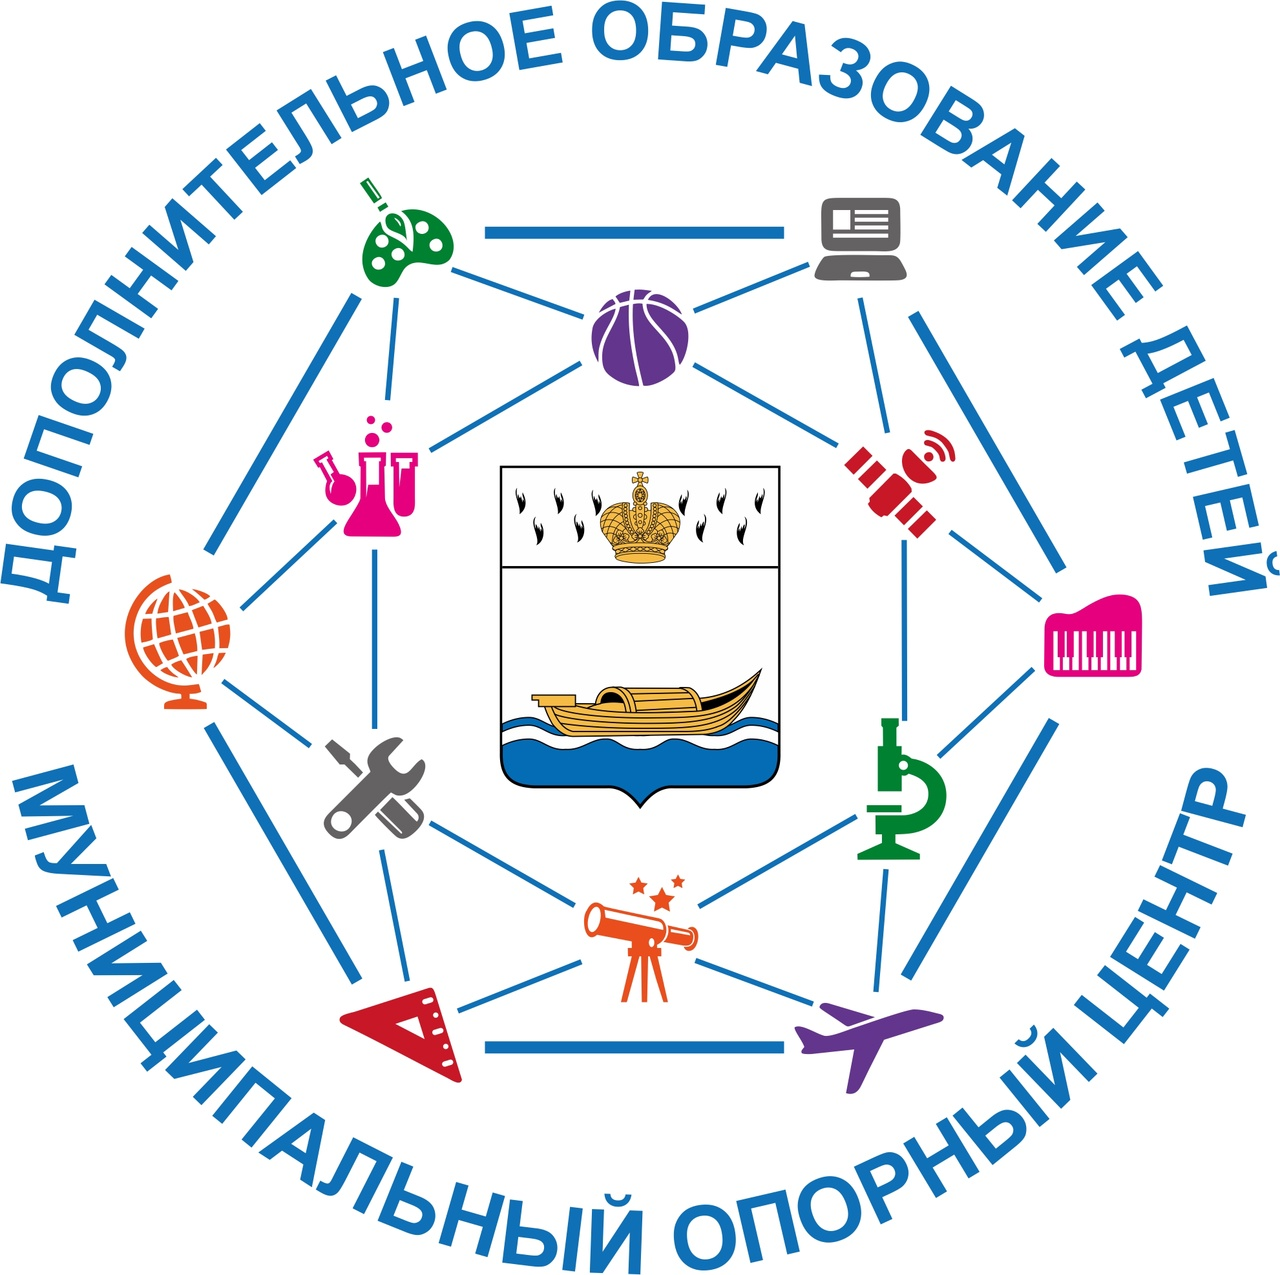 ДОПОЛНИТЕЛЬНОЕ ОБРАЗОВАНИЕ ДЕТЕЙ
МУНИЦИПАЛЬНЫЙ ОПОРНЫЙ ЦЕНТР